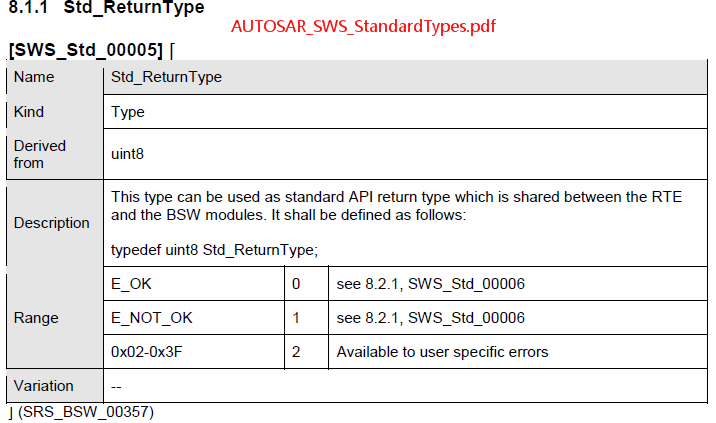 8.1.1 Std_ReturnType
AUTOSAR_SWS_StandardTypes.pdf
[SWS_Std_00005] ⌈
Name Std_ReturnType
Kind Type
Derived
from
uint8
Description
This type can be used as standard API return type which is shared between the RTE
and the BSW modules. It shall be defined as follows:
typedef uint8 Std_ReturnType;
Range
E_OK 0 see 8.2.1, SWS_Std_00006
E_NOT_OK 1 see 8.2.1, SWS_Std_00006
0x02-0x3F 2 Available to user specific errors
Variation --
⌋ (SRS_BSW_00357)